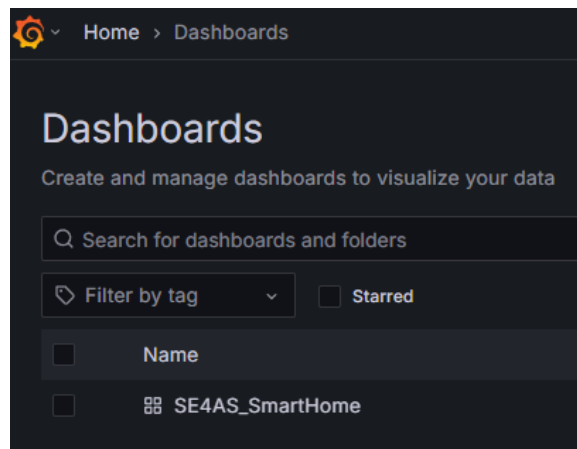 Home > Dashboards
Dashboards
Create and manage dashboards to visualize your data
Search for dashboards and folders
Filter by tag Starred
Name
SE4AS_SmartHome